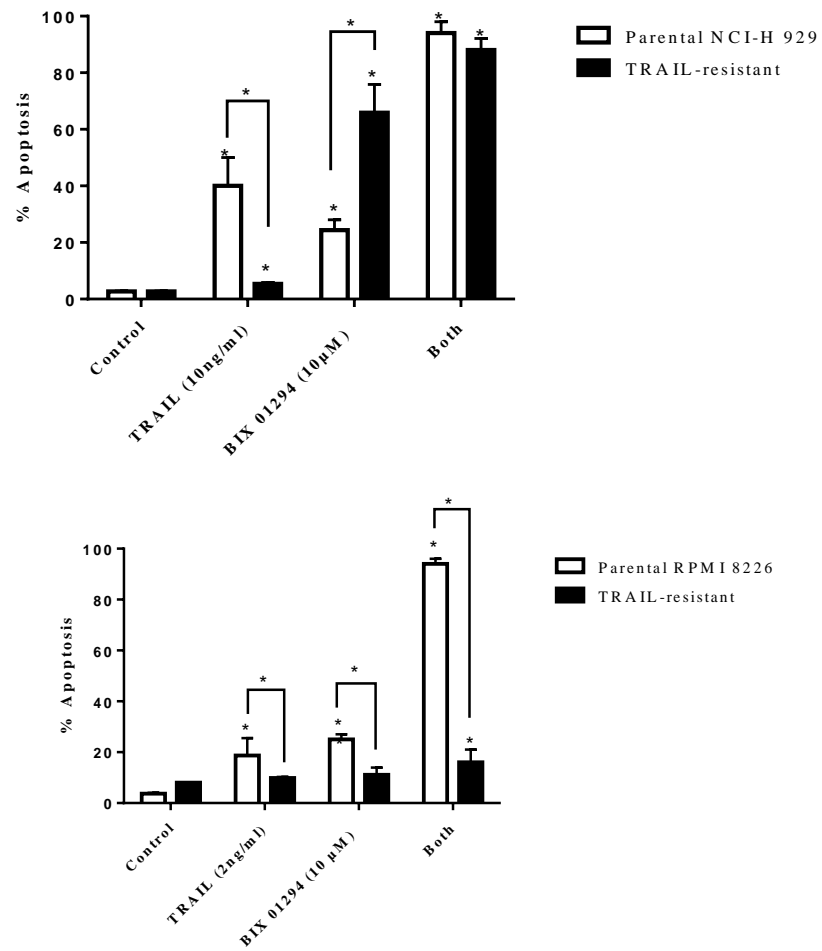 % Apoptosis
100
80
60
40
20
0
*
*
*
*
*
*
*
*
Control
TRAIL (10ng/ml)
BIX 01294 (10µM)
Both
Parental NCI-H 929
TRAIL-resistant
% Apoptosis
100
80
60
40
20
0
*
*
*
*
*
*
*
*
Control
TRAIL (2ng/ml)
BIX 01294 (10 µM)
Both
Parental RPMI 8226
TRAIL-resistant